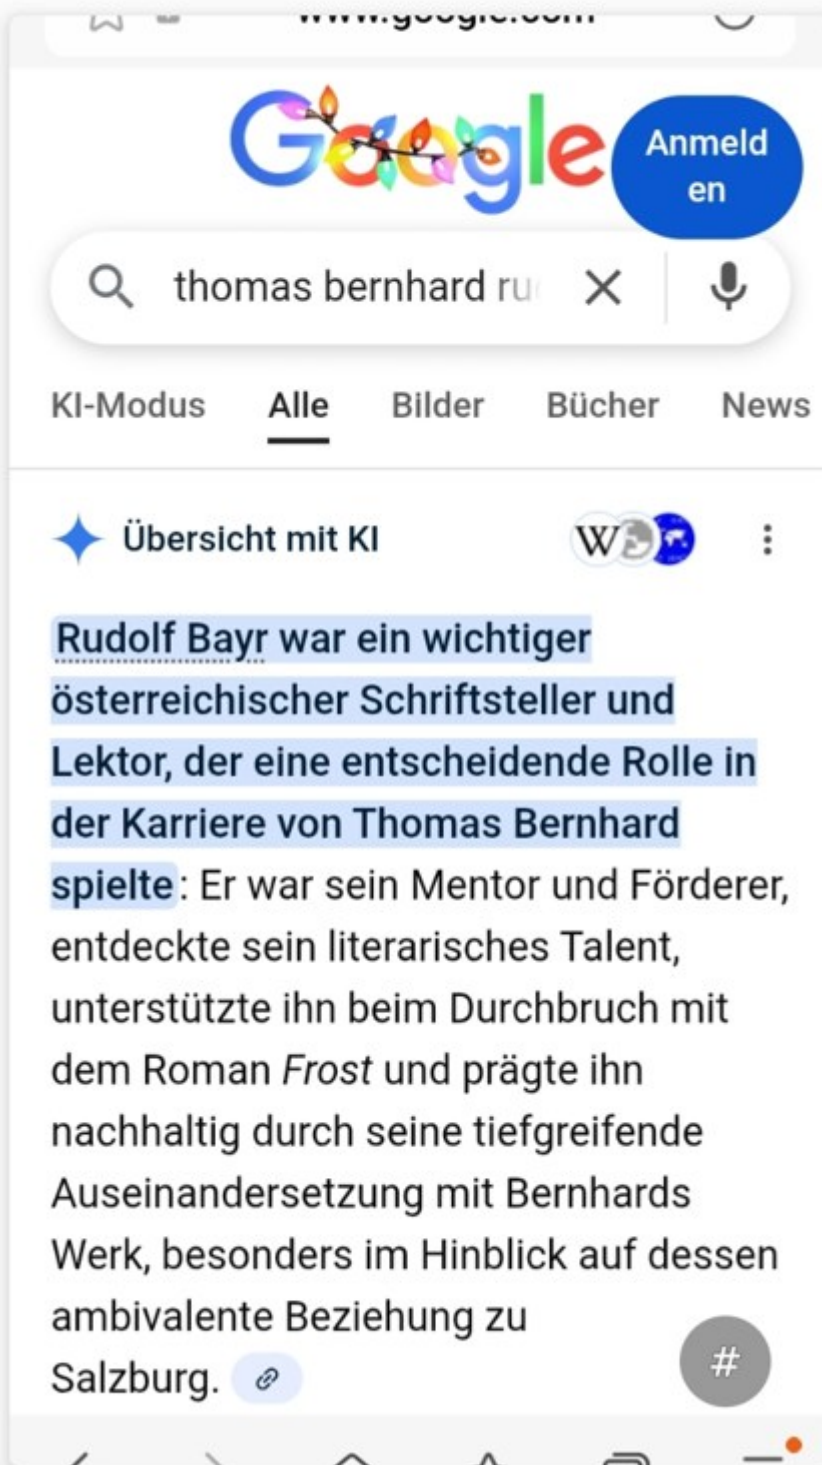 www.google.com
Google
Anmeld
en
thomas bernhard ru
KI-Modus Alle Bilder Bücher News
Übersicht mit KI
W
Rudolf Bayr war ein wichtiger
österreichischer Schriftsteller und
Lektor, der eine entscheidende Rolle in
der Karriere von Thomas Bernhard
spielte: Er war sein Mentor und Förderer,
entdeckte sein literarisches Talent,
unterstützte ihn beim Durchbruch mit
dem Roman Frost und prägte ihn
nachhaltig durch seine tiefgreifende
Auseinandersetzung mit Bernhards
Werk, besonders im Hinblick auf dessen
ambivalente Beziehung zu
Salzburg.
#